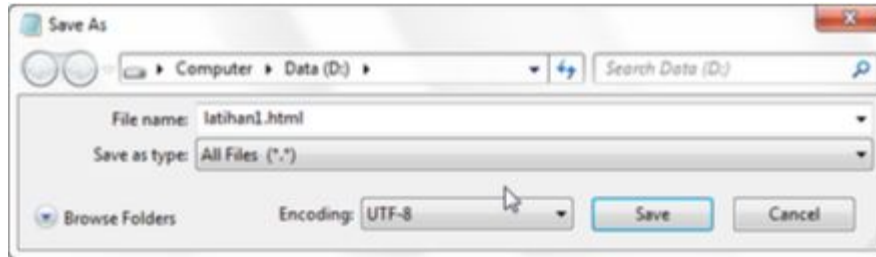 Save As
Computer Data (D:) Search Data (D:)
File name: latihan1.html
Save as type: All Files (*.*)
Browse Folders Encoding: UTF-8 Save Cancel